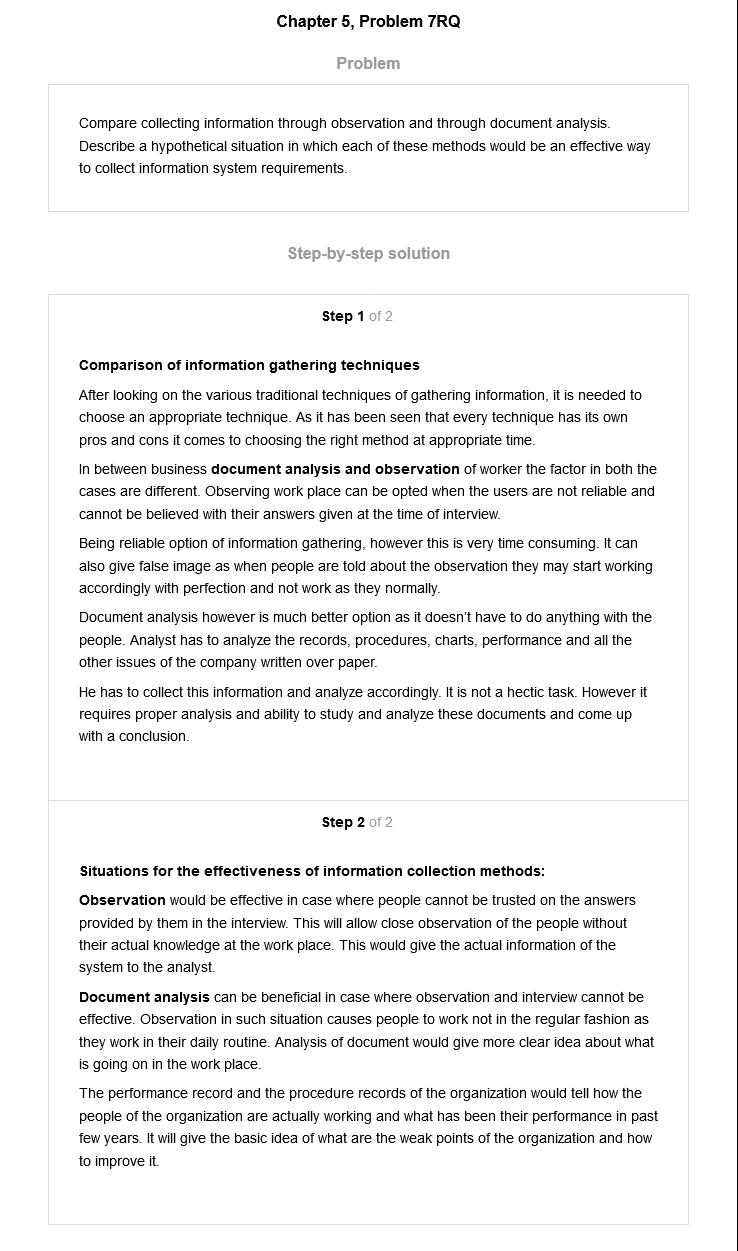 Chapter 5, Problem 7RQ
Problem
Compare collecting information through observation and through document analysis.
Describe a hypothetical situation in which each of these methods would be an effective way
to collect information system requirements.
Step-by-step solution
Step 1 of 2
Comparison of information gathering techniques
After looking on the various traditional techniques of gathering information, it is needed to
choose an appropriate technique. As it has been seen that every technique has its own
pros and cons it comes to choosing the right method at appropriate time.
In between business document analysis and observation of worker the factor in both the
cases are different. Observing work place can be opted when the users are not reliable and
cannot be believed with their answers given at the time of interview.
Being reliable option of information gathering, however this is very time consuming. It can
also give false image as when people are told about the observation they may start working
accordingly with perfection and not work as they normally.
Document analysis however is much better option as it doesn't have to do anything with the
people. Analyst has to analyze the records, procedures, charts, performance and all the
other issues of the company written over paper.
He has to collect this information and analyze accordingly. It is not a hectic task. However it
requires proper analysis and ability to study and analyze these documents and come up
with a conclusion.
Step 2 of 2
Situations for the effectiveness of information collection methods:
Observation would be effective in case where people cannot be trusted on the answers
provided by them in the interview. This will allow close observation of the people without
their actual knowledge at the work place. This would give the actual information of the
system to the analyst.
Document analysis can be beneficial in case where observation and interview cannot be
effective. Observation in such situation causes people to work not in the regular fashion as
they work in their daily routine. Analysis of document would give more clear idea about what
is going on in the work place.
The performance record and the procedure records of the organization would tell how the
people of the organization are actually working and what has been their performance in past
few years. It will give the basic idea of what are the weak points of the organization and how
to improve it.